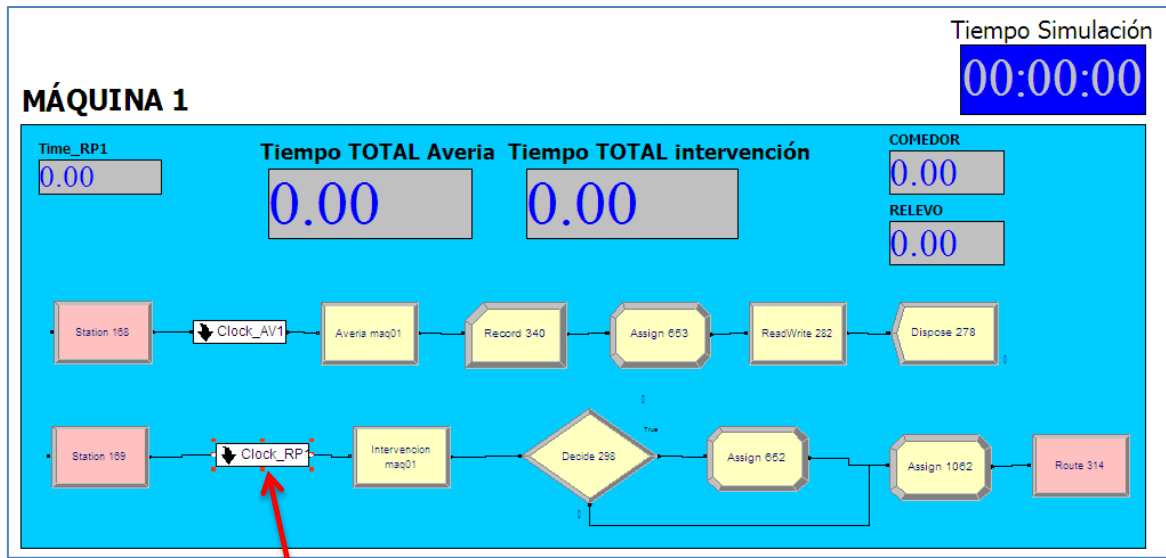 Tiempo Simulación
00:00:00
MÁQUINA 1
Time_RP1
0.00
Tiempo TOTAL Averia
0.00
Tiempo TOTAL intervención
0.00
COMEDOR
0.00
RELEVO
0.00
Station 168
Clock_AV1
Averia maq01
Record 340
Assign 653
ReadWrite 282
Dispose 278
0
0
Station 169
Clock_RP1
Intervencion
maq01
Decide 298
True
0
Assign 652
Assign 1062
Route 314